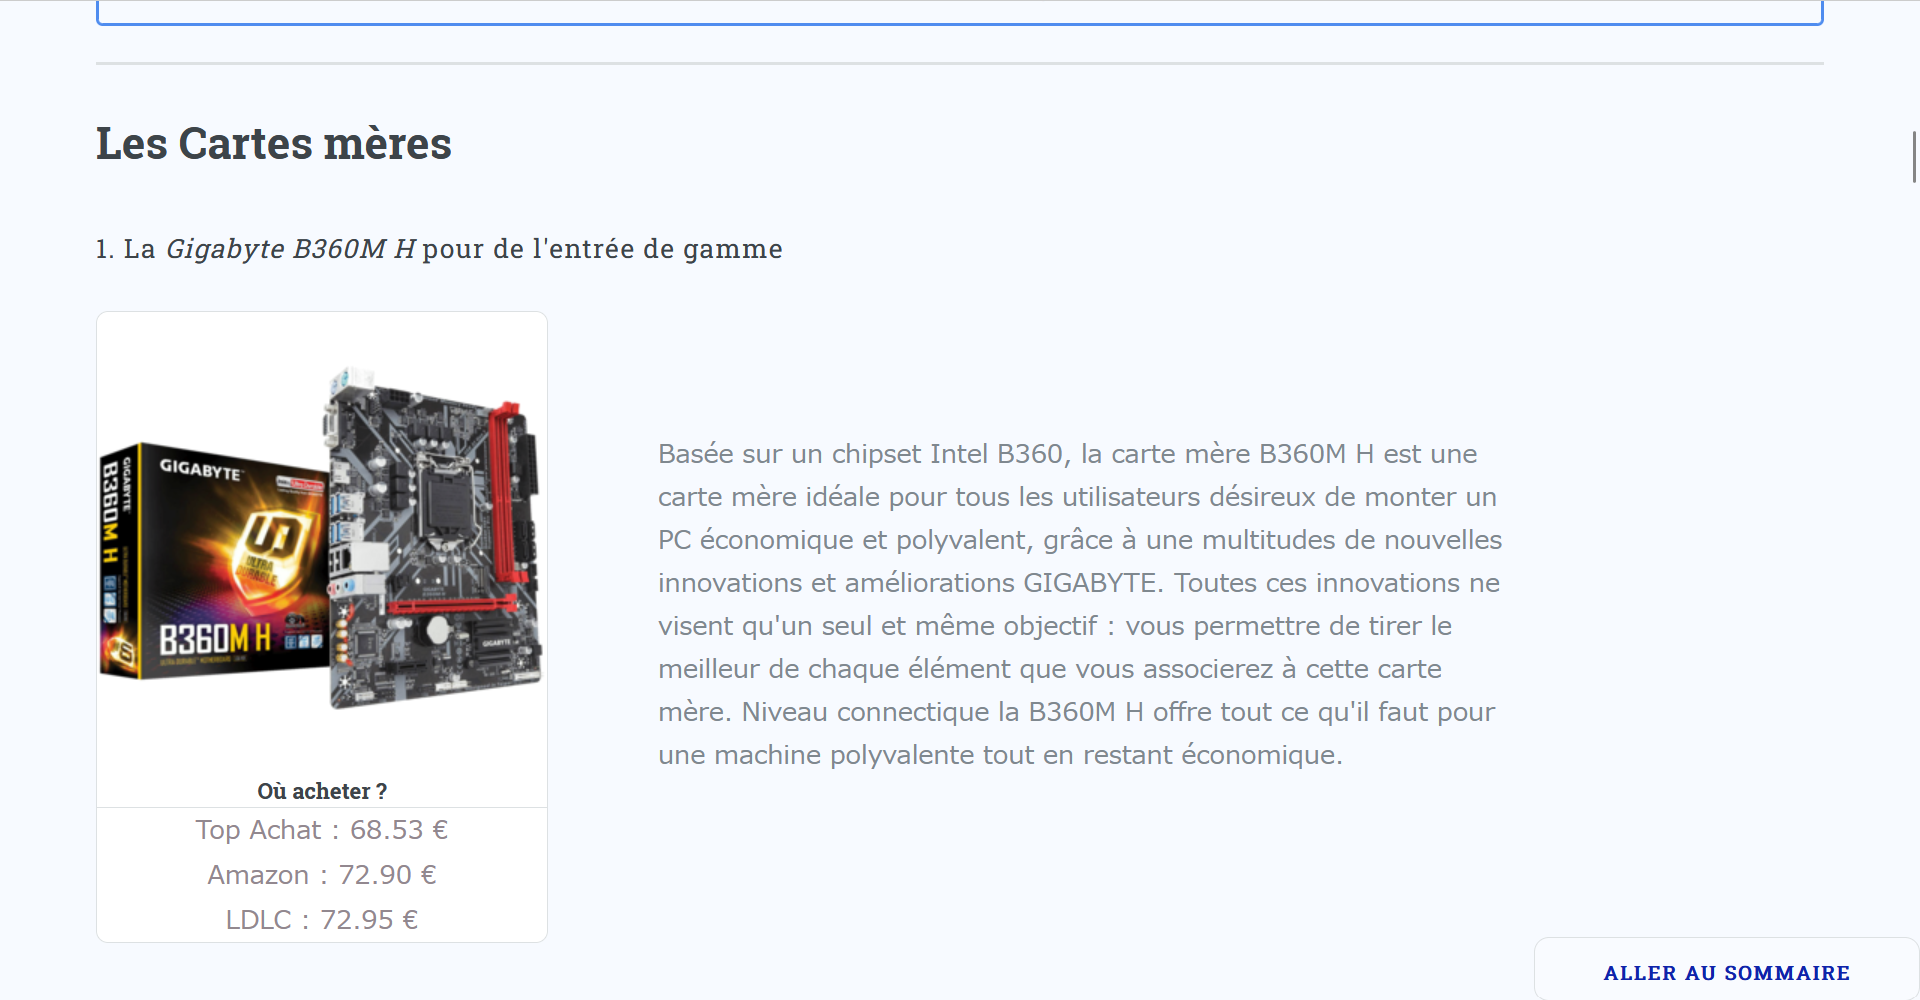 Les Cartes mères
1. La Gigabyte B360M H pour de l'entrée de gamme
GIGABYTE
B360M H
GIGABYTE
ULTRA
DURABLE
B360M H
GIGABYTE
Basée sur un chipset Intel B360, la carte mère B360M H est une
carte mère idéale pour tous les utilisateurs désireux de monter un
PC économique et polyvalent, grâce à une multitudes de nouvelles
innovations et améliorations GIGABYTE. Toutes ces innovations ne
visent qu'un seul et même objectif : vous permettre de tirer le
meilleur de chaque élément que vous associerez à cette carte
mère. Niveau connectique la B360M H offre tout ce qu'il faut pour
une machine polyvalente tout en restant économique.
Où acheter ?
Top Achat : 68.53 €
Amazon : 72.90 €
LDLC : 72.95 €
ALLER AU SOMMAIRE